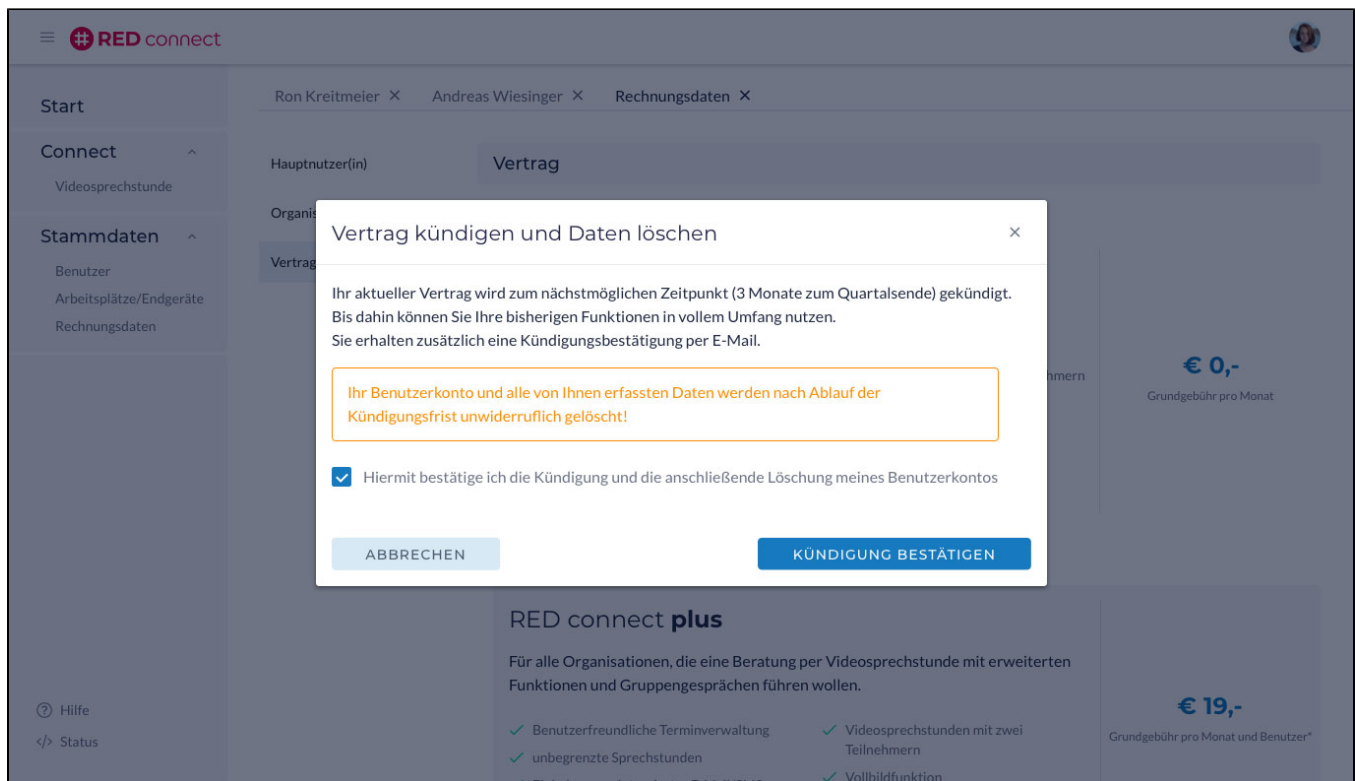 RED connect
Start
Connect
Videosprechstunde
Stammdaten
Benutzer
Arbeitsplätze/Endgeräte
Rechnungsdaten
Hilfe
</> Status
Ron Kreitmeier × Andreas Wiesinger × Rechnungsdaten ×
Hauptnutzer(in)
Vertrag
Vertrag
Vertrag kündigen und Daten löschen ×
Ihr aktueller Vertrag wird zum nächstmöglichen Zeitpunkt (3 Monate zum Quartalsende) gekündigt.
Bis dahin können Sie Ihre bisherigen Funktionen in vollem Umfang nutzen.
Sie erhalten zusätzlich eine Kündigungsbestätigung per E-Mail.
Ihr Benutzerkonto und alle von Ihnen erfassten Daten werden nach Ablauf der
Kündigungsfrist unwiderruflich gelöscht!
Hiermit bestätige ich die Kündigung und die anschließende Löschung meines Benutzerkontos
ABBRECHEN
KÜNDIGUNG BESTÄTIGEN
€ 0,-
Grundgebühr pro Monat
RED connect plus
Für alle Organisationen, die eine Beratung per Videosprechstunde mit erweiterten
Funktionen und Gruppengesprächen führen wollen.
Benutzerfreundliche Terminverwaltung
unbegrenzte Sprechstunden
Videosprechstunden mit zwei
Teilnehmern
Vollbildfunktion
€ 19,-
Grundgebühr pro Monat und Benutzer*